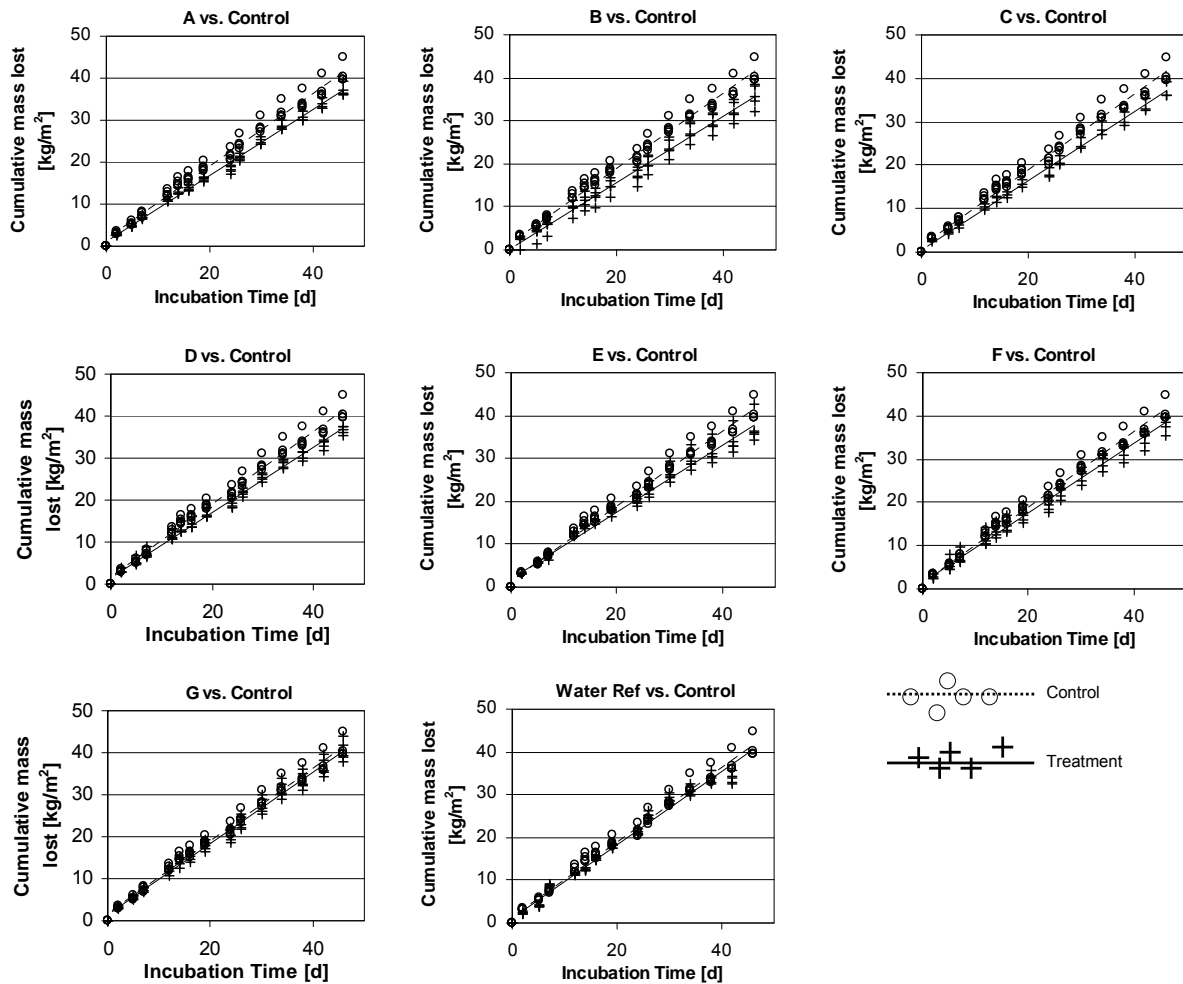 A vs. Control
Cumulative mass lost
[kg/m²]
50
40
30
20
10
0
0 20 40
Incubation Time [d]
B vs. Control
Cumulative mass lost
[kg/m²]
50
40
30
20
10
0
0 20 40
Incubation Time [d]
C vs. Control
Cumulative mass lost
[kg/m²]
50
40
30
20
10
0
0 20 40
Incubation Time [d]
D vs. Control
Cumulative mass
lost [kg/m²]
50
40
30
20
10
0
0 20 40
Incubation Time [d]
E vs. Control
Cumulative mass lost
[kg/m²]
50
40
30
20
10
0
0 20 40
Incubation Time [d]
F vs. Control
Cumulative mass lost
[kg/m²]
50
40
30
20
10
0
0 20 40
Incubation Time [d]
G vs. Control
Cumulative mass
lost [kg/m²]
50
40
30
20
10
0
0 20 40
Incubation Time [d]
Water Ref vs. Control
Cumulative mass lost
[kg/m²]
50
40
30
20
10
0
0 20 40
Incubation Time [d]
Control
Treatment